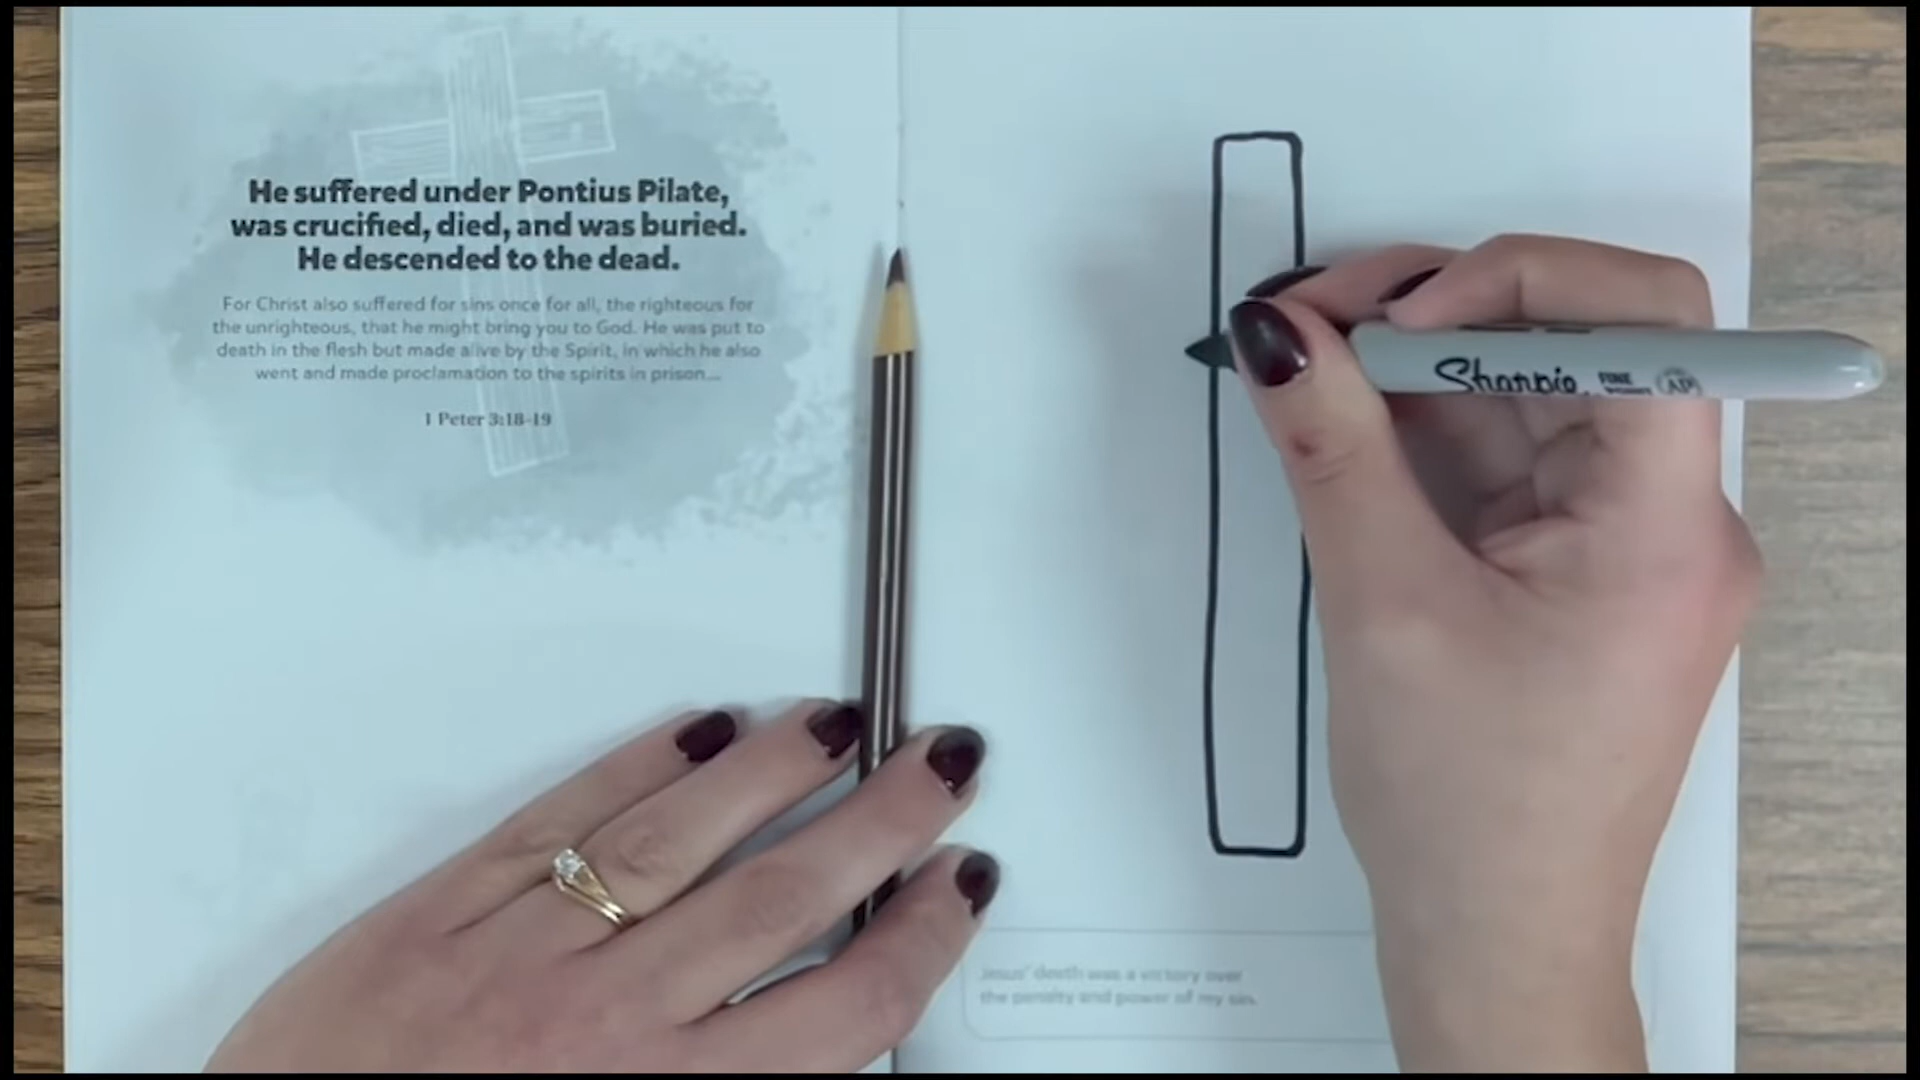 He suffered under Pontius Pilate,
was crucified, died, and was buried.
He descended to the dead.
For Christ also suffered for sins once for all, the righteous for
the unrighteous, that he might bring you to God. He was put to
death in the flesh but made alive by the Spirit, in which he also
went and made proclamation to the spirits in prison...
1 Peter 3:18-19
Sharpie
FINE
AP
Jesus' death was a victory over
the penalty and power of my sin.